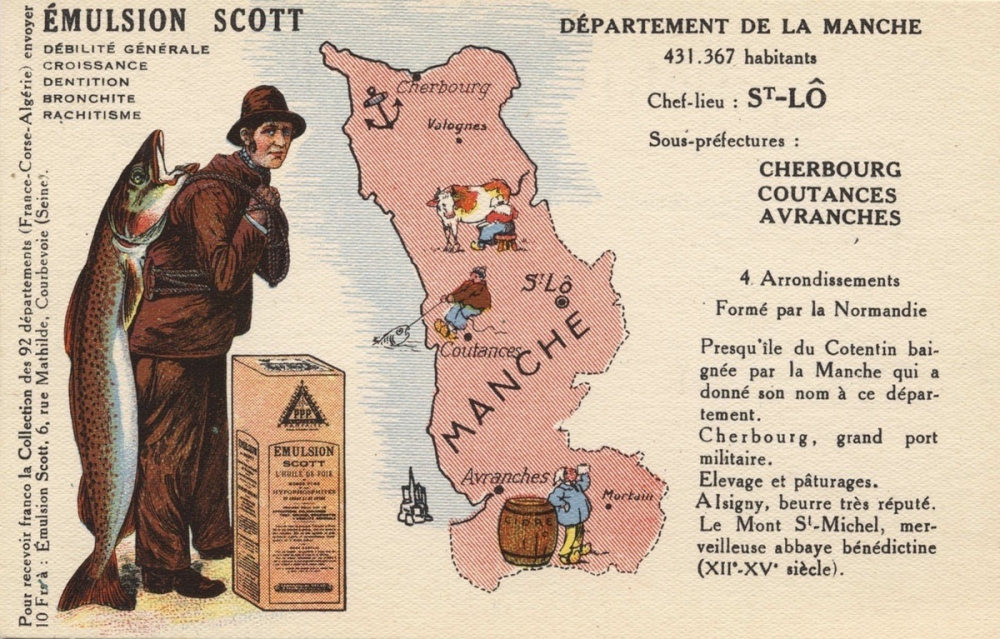 Pour recevoir franco la Collection des 92 départements (France-Corse-Algérie) envoyer
10 Frs à : Émulsion Scott, 6, rue Mathilde, Courbevoie (Seine).
ÉMULSION SCOTT
DÉBILITÉ GÉNÉRALE
CROISSANCE
DENTITION
BRONCHITE
RACHITISME
PPP
ÉMULSION
SCOTT
L'HUILE DE FOIE
HYPOPHOSPHITES
Cherbourg
Valognes
St Lô
Coutances
MANCHE
Avranches
Mortain
CIDRE
DÉPARTEMENT DE LA MANCHE
431.367 habitants
Chef-lieu : ST-LÔ
Sous-préfectures :
CHERBOURG
COUTANCES
AVRANCHES
4 Arrondissements
Formé par la Normandie
Presqu'île du Cotentin bai-
gnée par la Manche qui a
donné son nom à ce dépar-
tement.
Cherbourg, grand port
militaire.
Elevage et pâturages.
A Isigny, beurre très réputé.
Le Mont St-Michel, mer-
veilleuse abbaye bénédictine
(XIIe-XVe siècle).